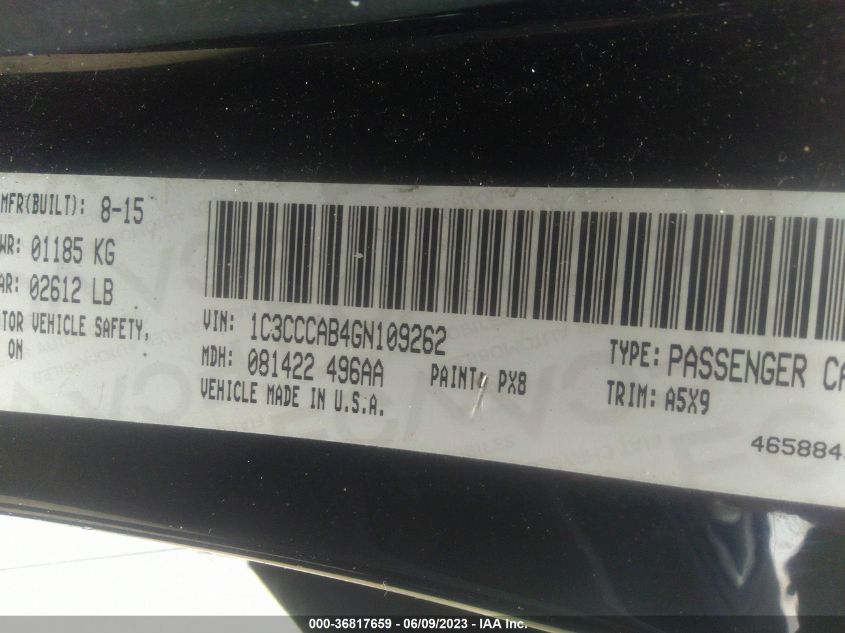 MFR(BUILT): 8-15
WR: 01185 KG
AR: 02612 LB
TOR VEHICLE SAFETY,
ON
VIN: 1C3CCCAB4GN109262
MDH: 081422 496AA
PAINT: PX8
VEHICLE MADE IN U.S.A.
TYPE: PASSENGER CA
TRIM: A5X9
465884
000-36817659 - 06/09/2023 - IAA Inc.